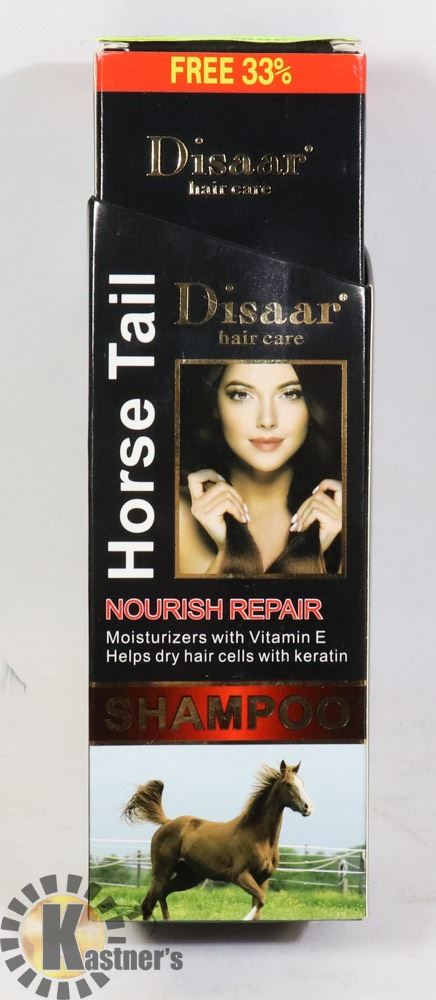 FREE 33%
Disaar®
hair care
Disaar®
hair care
Horse Tail
NOURISH REPAIR
Moisturizers with Vitamin E
Helps dry hair cells with keratin
SHAMPOO
Kastner's